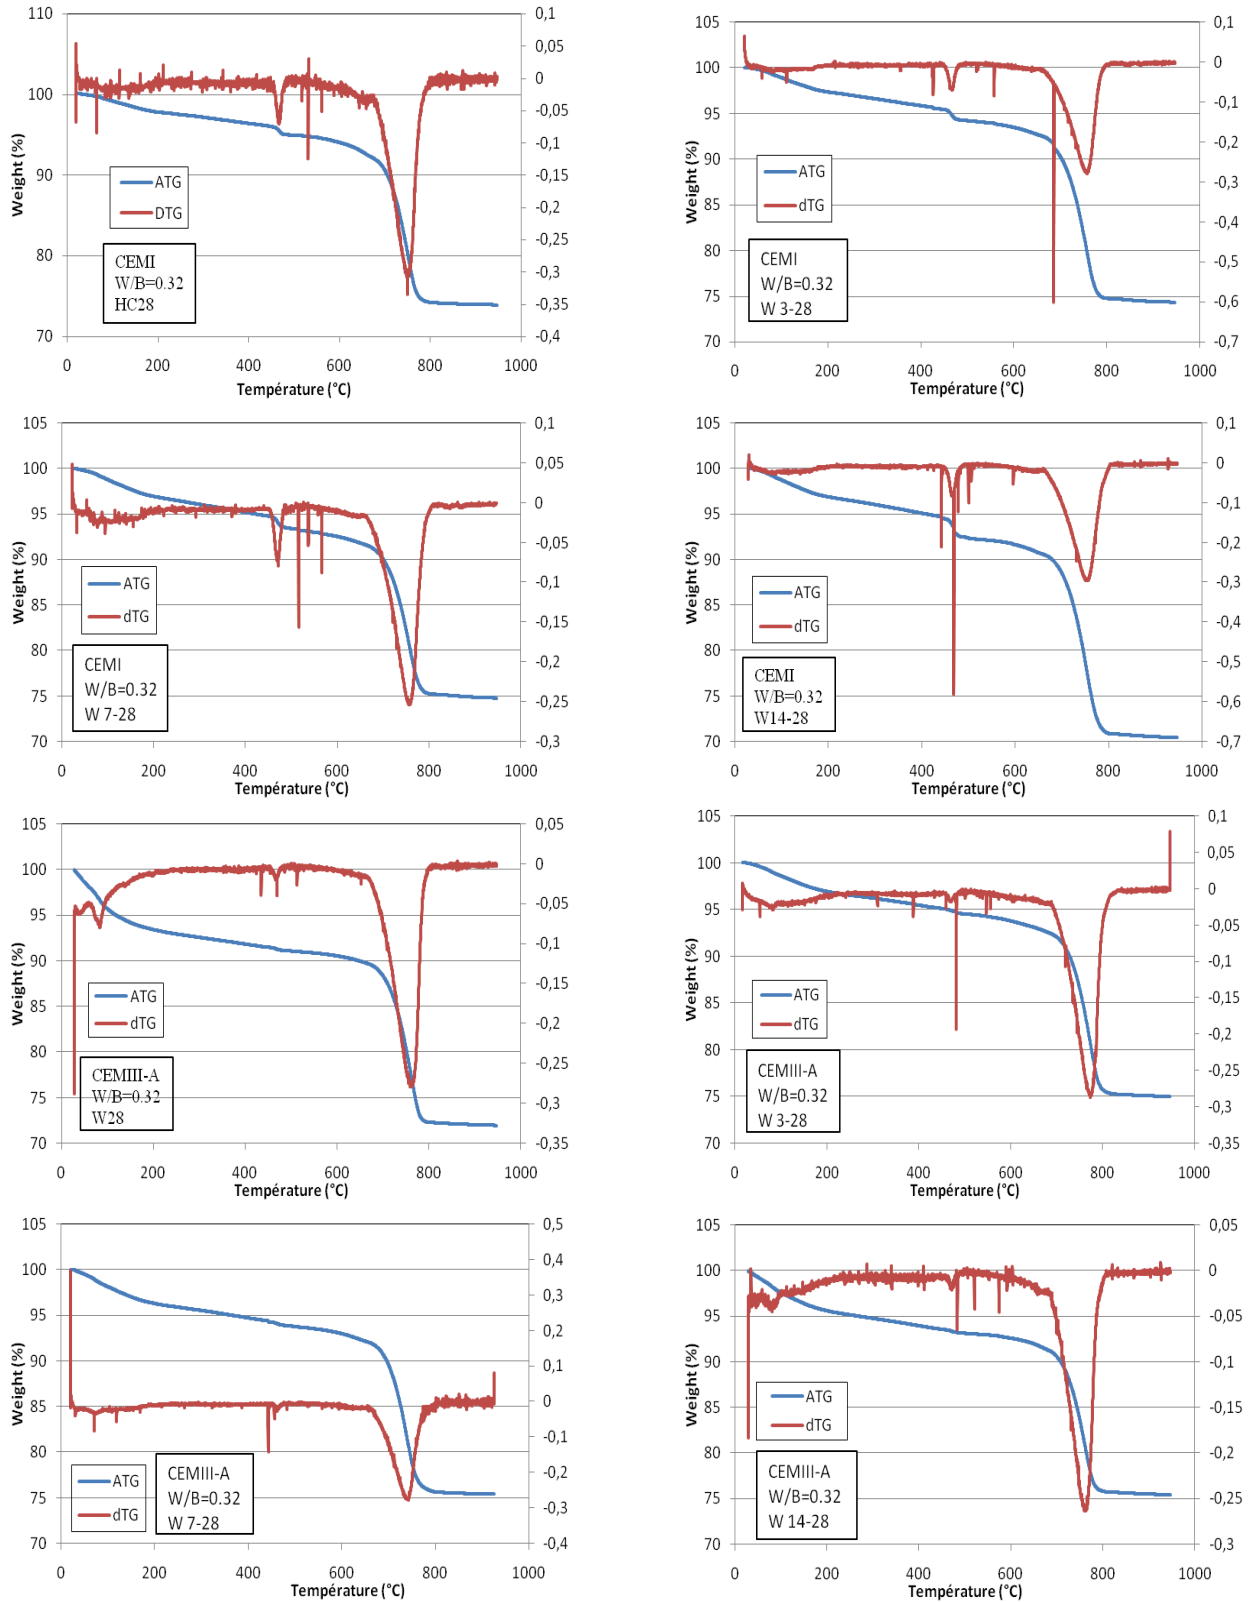 110
100
90
80
70
Weight (%)
0,1
0,05
0
-0,05
-0,1
-0,15
-0,2
-0,25
-0,3
-0,35
-0,4
ATG
DTG
CEMI
W/B=0.32
HC28
0 200 400 600 800 1000
Température (°C)
105
100
95
90
85
80
75
70
Weight (%)
0,1
0
-0,1
-0,2
-0,3
-0,4
-0,5
-0,6
-0,7
ATG
dTG
CEMI
W/B=0.32
W 3-28
0 200 400 600 800 1000
Température (°C)
105
100
95
90
85
80
75
70
Weight (%)
0,1
0,05
0
-0,05
-0,1
-0,15
-0,2
-0,25
-0,3
ATG
dTG
CEMI
W/B=0.32
W 7-28
0 200 400 600 800 1000
Température (°C)
105
100
95
90
85
80
75
70
Weight (%)
0,1
0
-0,1
-0,2
-0,3
-0,4
-0,5
-0,6
-0,7
ATG
dTG
CEMI
W/B=0.32
W14-28
0 200 400 600 800 1000
Température (°C)
105
100
95
90
85
80
75
70
Weight (%)
0,05
0
-0,05
-0,1
-0,15
-0,2
-0,25
-0,3
-0,35
ATG
dTG
CEMIII-A
W/B=0.32
W28
0 200 400 600 800 1000
Température (°C)
105
100
95
90
85
80
75
70
Weight (%)
0,1
0,05
0
-0,05
-0,1
-0,15
-0,2
-0,25
-0,3
-0,35
ATG
dTG
CEMIII-A
W/B=0.32
W 3-28
0 200 400 600 800 1000
Température (°C)
105
100
95
90
85
80
75
70
Weight (%)
0,5
0,4
0,3
0,2
0,1
0
-0,1
-0,2
-0,3
-0,4
ATG
dTG
CEMIII-A
W/B=0.32
W 7-28
0 200 400 600 800 1000
Température (°C)
105
100
95
90
85
80
75
70
Weight (%)
0,05
0
-0,05
-0,1
-0,15
-0,2
-0,25
-0,3
ATG
dTG
CEMIII-A
W/B=0.32
W 14-28
0 200 400 600 800 1000
Température (°C)